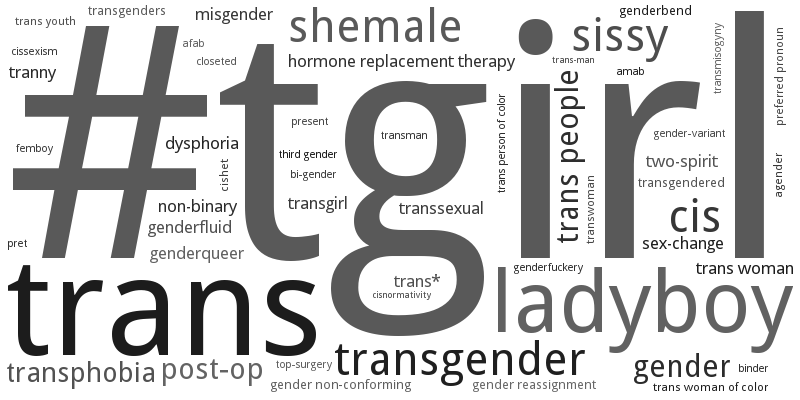 trans youth
transgenders
misgender
shemale
genderbend
sissy
cissexism
afab
closeted
hormone replacement therapy
trans-man
transmisogyny
preferred pronoun
tranny
amab
#tgirl
femboy
dysphoria
present
transman
trans person of color
trans people
gender-variant
third gender
cishet
bi-gender
two-spirit
transgendered
agender
transwoman
non-binary
transgirl
transsexual
cis
genderfluid
sex-change
pret
genderqueer
genderfuckery
trans woman
trans
trans*
cisnormativity
ladyboy
transphobia
post-op
top-surgery
transgender
gender
binder
gender non-conforming
gender reassignment
trans woman of color